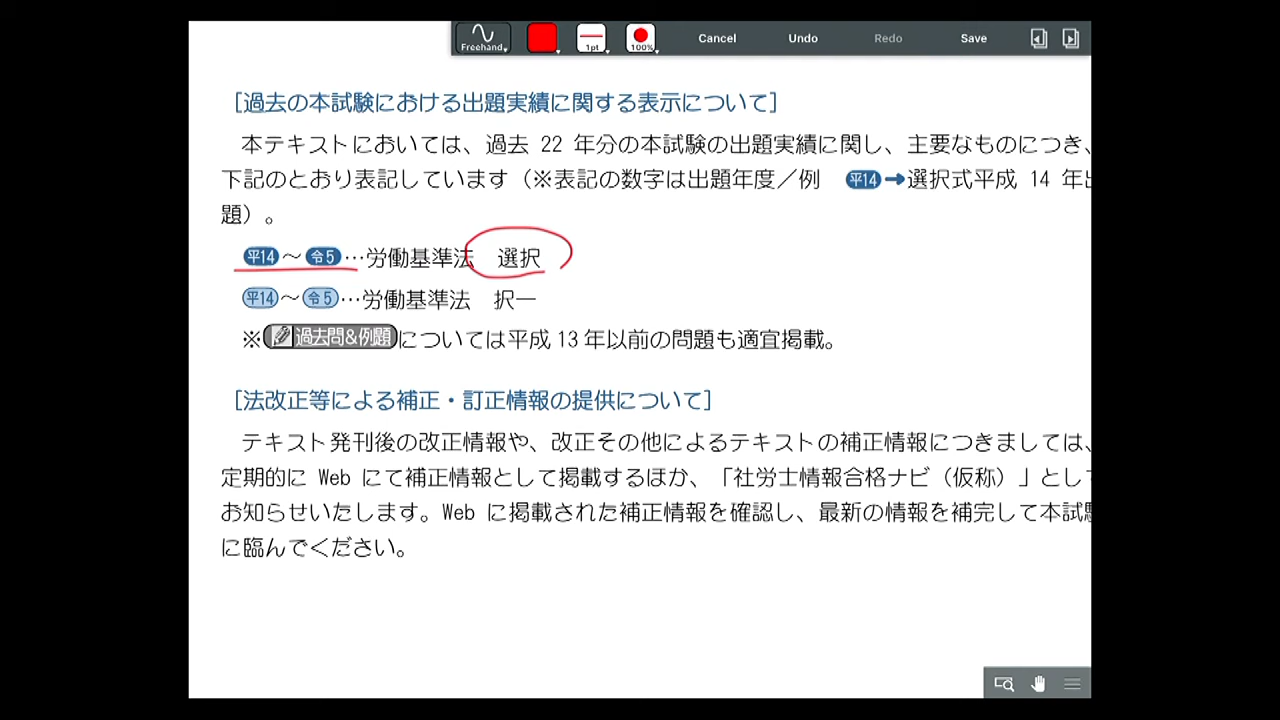 Freehand 1pt 100% Cancel Undo Redo Save
［過去の本試験における出題実績に関する表示について］
本テキストにおいては、過去 22 年分の本試験の出題実績に関し、主要なものにつき、
下記のとおり表記しています（※表記の数字は出題年度／例 平14➞選択式平成 14 年出
題）。
平14～令5…労働基準法 選択
平14～令5…労働基準法 択一
※過去問&例題については平成 13 年以前の問題も適宜掲載。
［法改正等による補正・訂正情報の提供について］
テキスト発刊後の改正情報や、改正その他によるテキストの補正情報につきましては、
定期的に Web にて補正情報として掲載するほか、「社労士情報合格ナビ（仮称）」として
お知らせいたします。Web に掲載された補正情報を確認し、最新の情報を補完して本試験
に臨んでください。